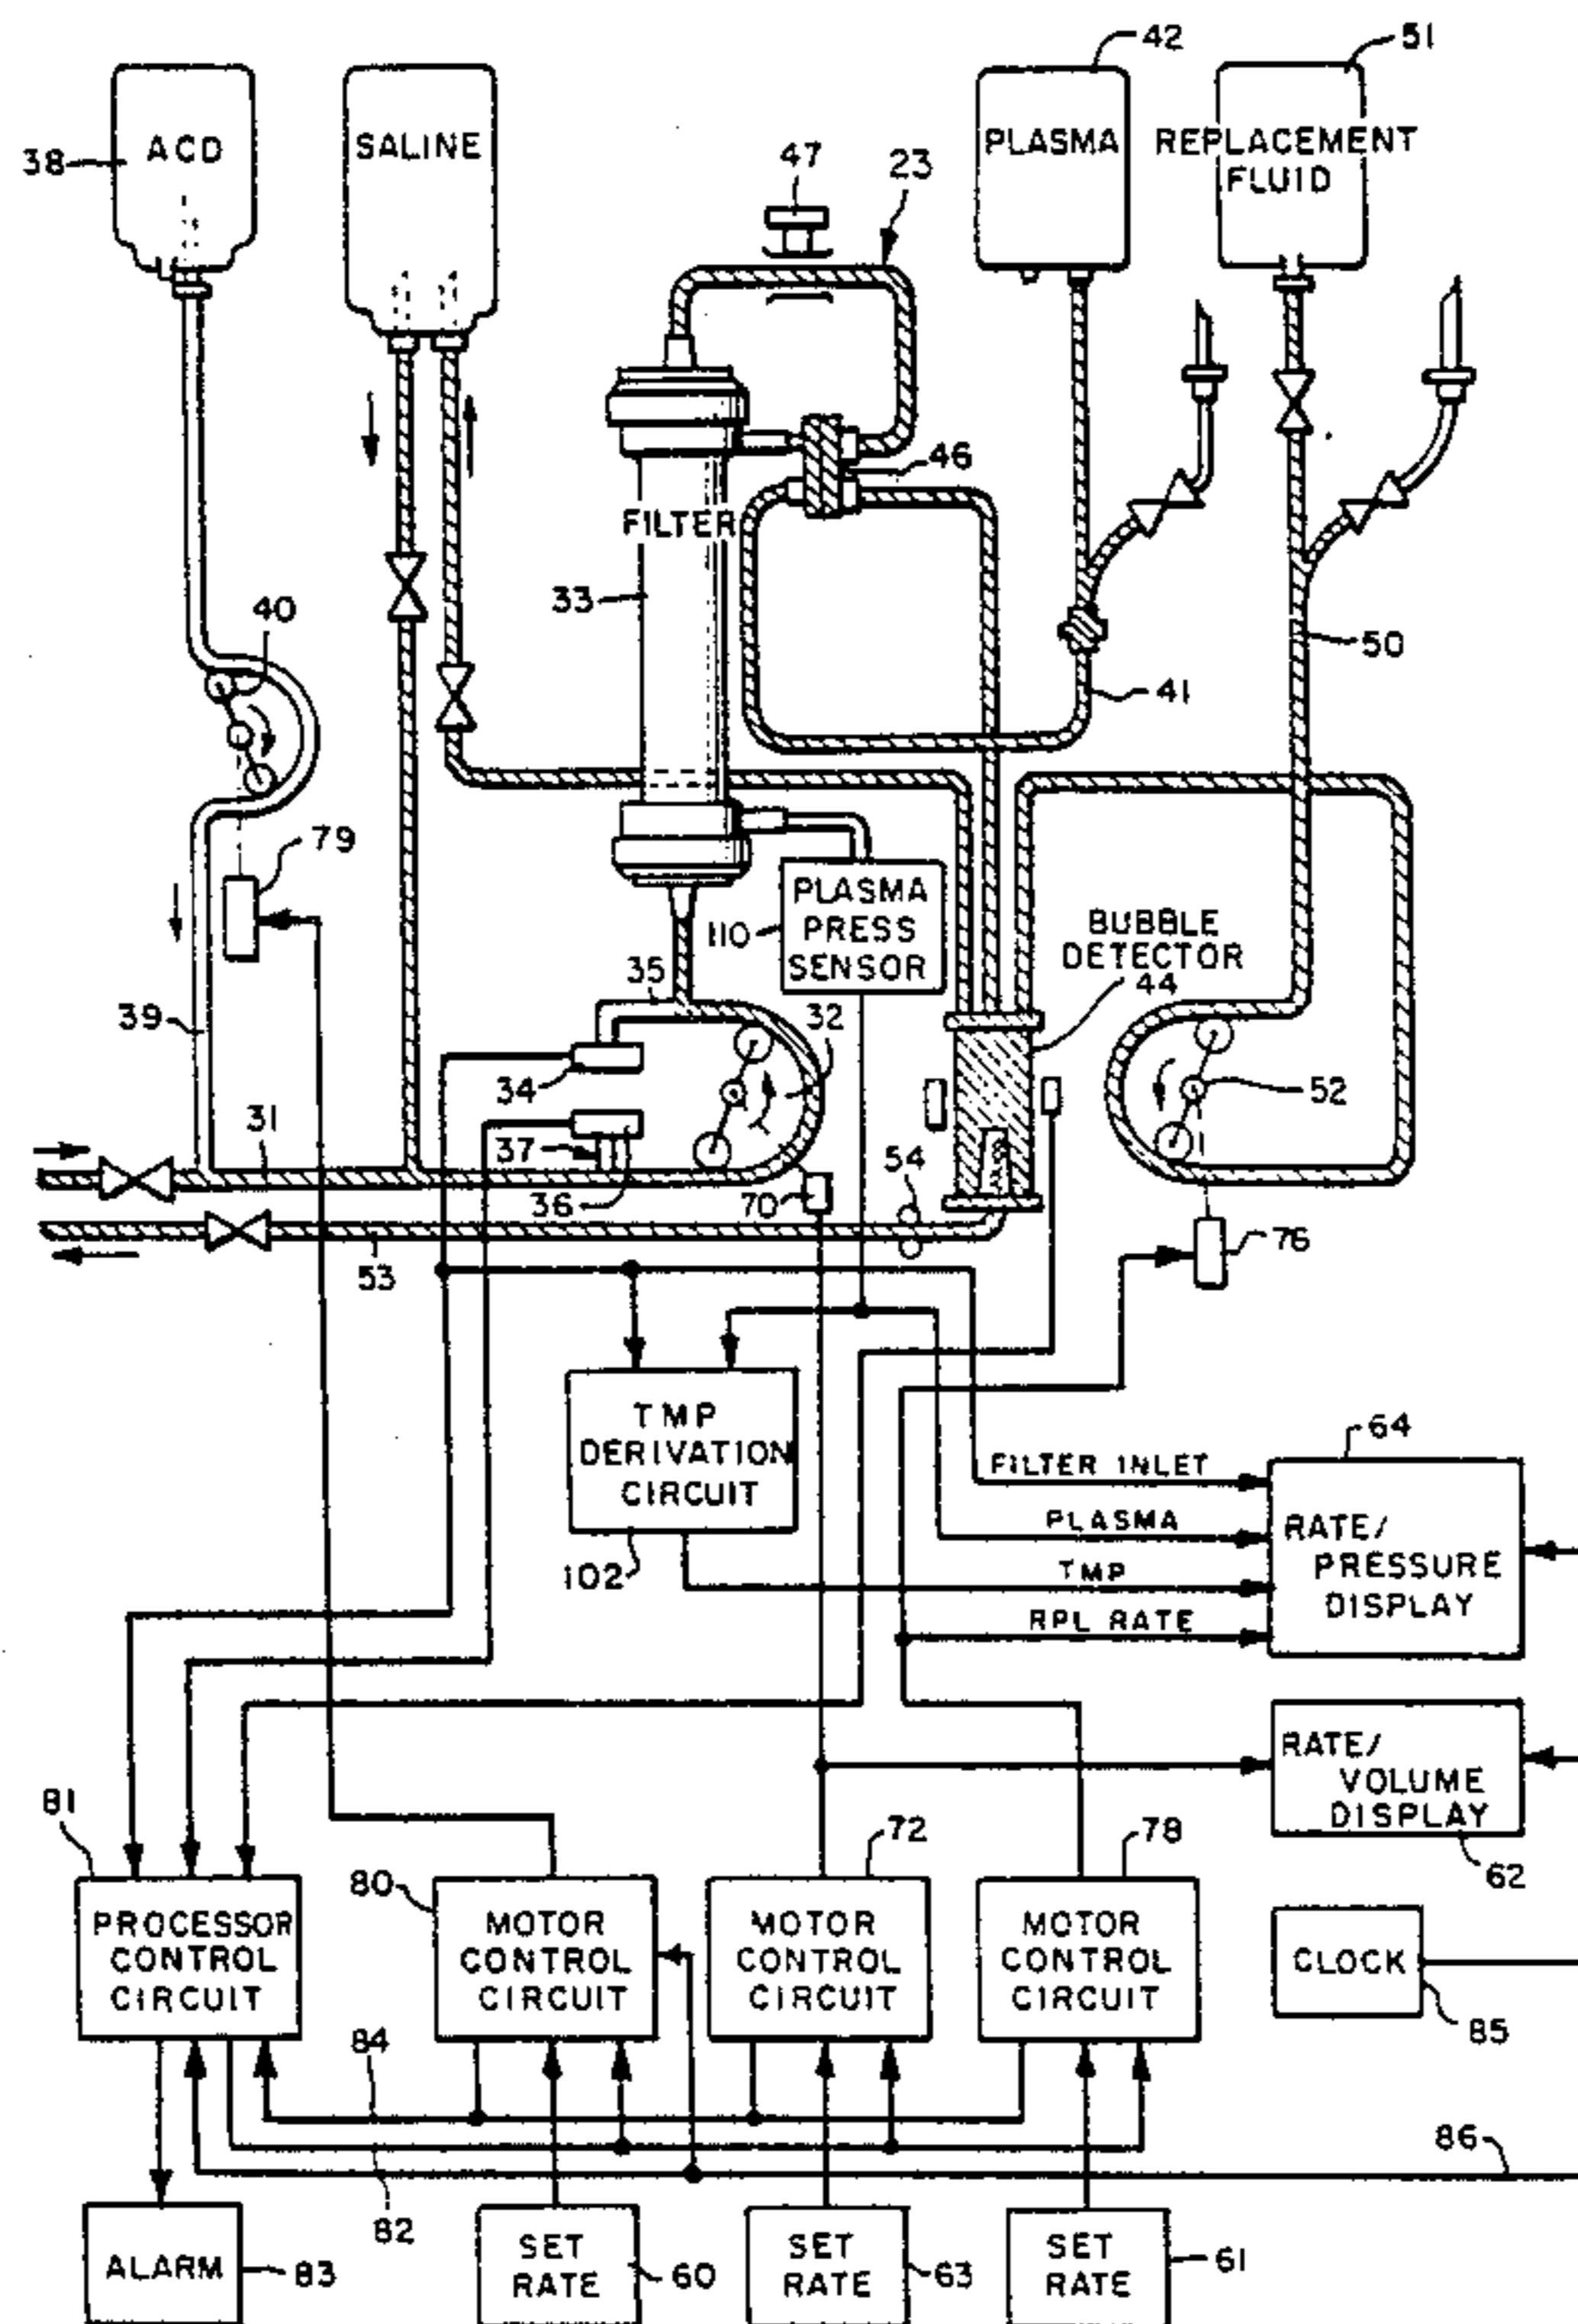 42
51
38
ACD
SALINE
47
23
PLASMA
REPLACEMENT
FLUID
46
FILTER
33
40
50
41
79
PLASMA
PRESS
SENSOR
110
BUBBLE
DETECTOR
44
35
32
39
34
52
31
37
36
54
70
76
53
TMP
DERIVATION
CIRCUIT
102
64
FILTER INLET
PLASMA
TMP
RPL RATE
RATE/
PRESSURE
DISPLAY
RATE/
VOLUME
DISPLAY
62
81
80
72
78
PROCESSOR
CONTROL
CIRCUIT
MOTOR
CONTROL
CIRCUIT
MOTOR
CONTROL
CIRCUIT
MOTOR
CONTROL
CIRCUIT
CLOCK
85
84
86
82
ALARM
83
SET
RATE
60
SET
RATE
63
SET
RATE
61